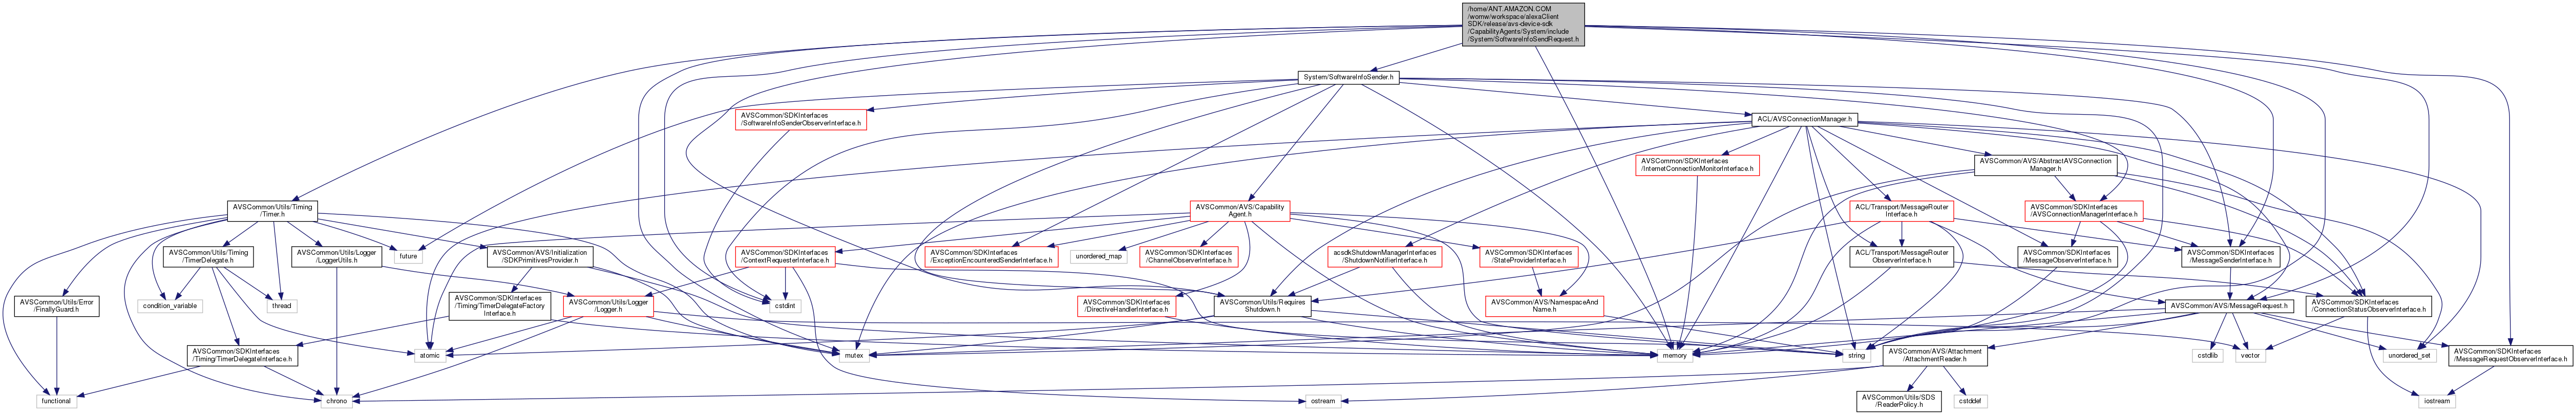 /home/ANT.AMAZON.COM
/womw/workspace/alexaClient
SDK/release/avs-device-sdk
/CapabilityAgents/System/include
/System/SoftwareInfoSendRequest.h
System/SoftwareInfoSender.h
AVSCommon/SDKInterfaces
/SoftwareInfoSenderObserverInterface.h
ACL/AVSConnectionManager.h
AVSCommon/SDKInterfaces
/InternetConnectionMonitorInterface.h
AVSCommon/AVS/AbstractAVSConnection
Manager.h
AVSCommon/Utils/Timing
/Timer.h
AVSCommon/AVS/Capability
Agent.h
ACL/Transport/MessageRouter
Interface.h
AVSCommon/SDKInterfaces
/AVSConnectionManagerInterface.h
AVSCommon/Utils/Timing
/TimerDelegate.h
AVSCommon/Utils/Logger
/LoggerUtils.h
future
AVSCommon/AVS/Initialization
/SDKPrimitivesProvider.h
AVSCommon/SDKInterfaces
/ContextRequesterInterface.h
AVSCommon/SDKInterfaces
/ExceptionEncounteredSenderInterface.h
unordered_map
AVSCommon/SDKInterfaces
/ChannelObserverInterface.h
acsdkShutdownManagerInterfaces
/ShutdownNotifierInterface.h
AVSCommon/SDKInterfaces
/StateProviderInterface.h
ACL/Transport/MessageRouter
ObserverInterface.h
AVSCommon/SDKInterfaces
/MessageObserverInterface.h
AVSCommon/SDKInterfaces
/MessageSenderInterface.h
AVSCommon/Utils/Error
/FinallyGuard.h
condition_variable
thread
AVSCommon/SDKInterfaces
/Timing/TimerDelegateFactory
Interface.h
AVSCommon/Utils/Logger
/Logger.h
cstdint
AVSCommon/SDKInterfaces
/DirectiveHandlerInterface.h
AVSCommon/Utils/Requires
Shutdown.h
AVSCommon/AVS/NamespaceAnd
Name.h
AVSCommon/AVS/MessageRequest.h
AVSCommon/SDKInterfaces
/ConnectionStatusObserverInterface.h
AVSCommon/SDKInterfaces
/Timing/TimerDelegateInterface.h
atomic
mutex
memory
string
AVSCommon/AVS/Attachment
/AttachmentReader.h
cstdlib
vector
unordered_set
AVSCommon/SDKInterfaces
/MessageRequestObserverInterface.h
functional
chrono
ostream
AVSCommon/Utils/SDS
/ReaderPolicy.h
cstddef
iostream